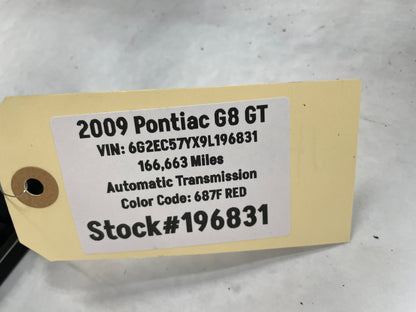 2009 Pontiac G8 GT
VIN: 6G2EC57YX9L196831
166,663 Miles
Automatic Transmission
Color Code: 687F RED
Stock#196831